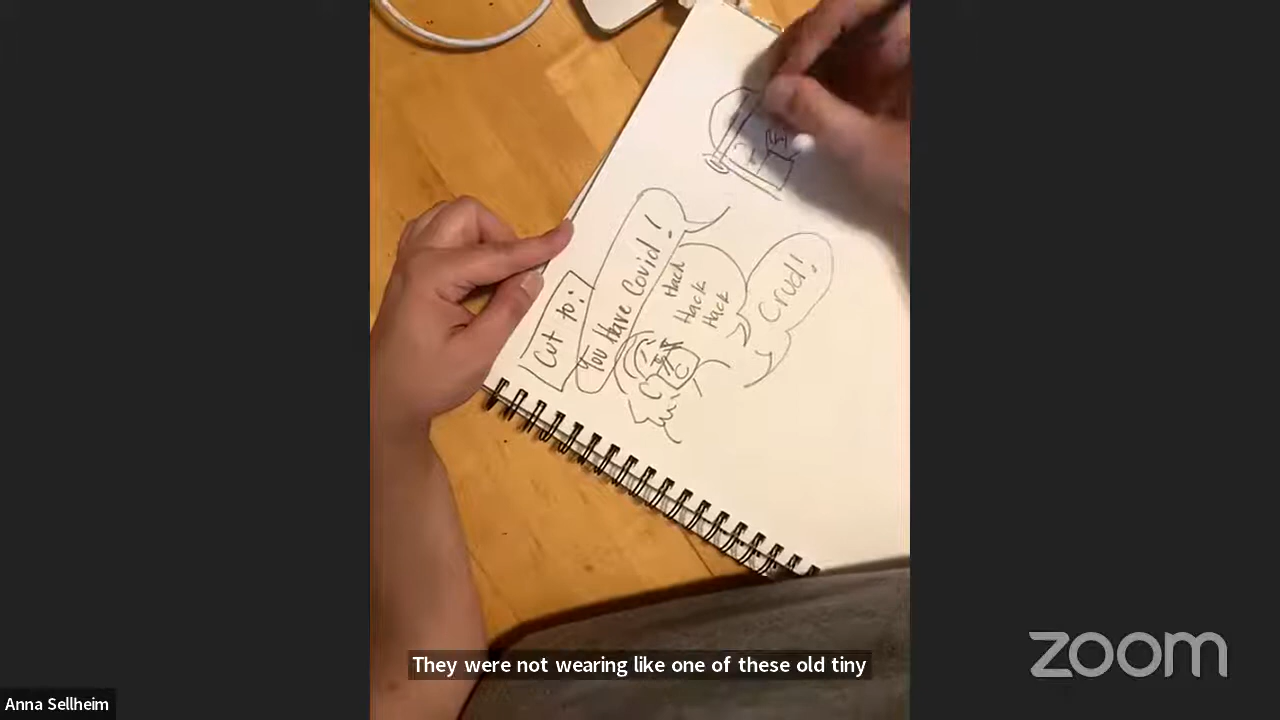 Cut to:
You Have Covid!
Hack
Hack
Hack
Crud!
They were not wearing like one of these old tiny
Anna Sellheim
zoom